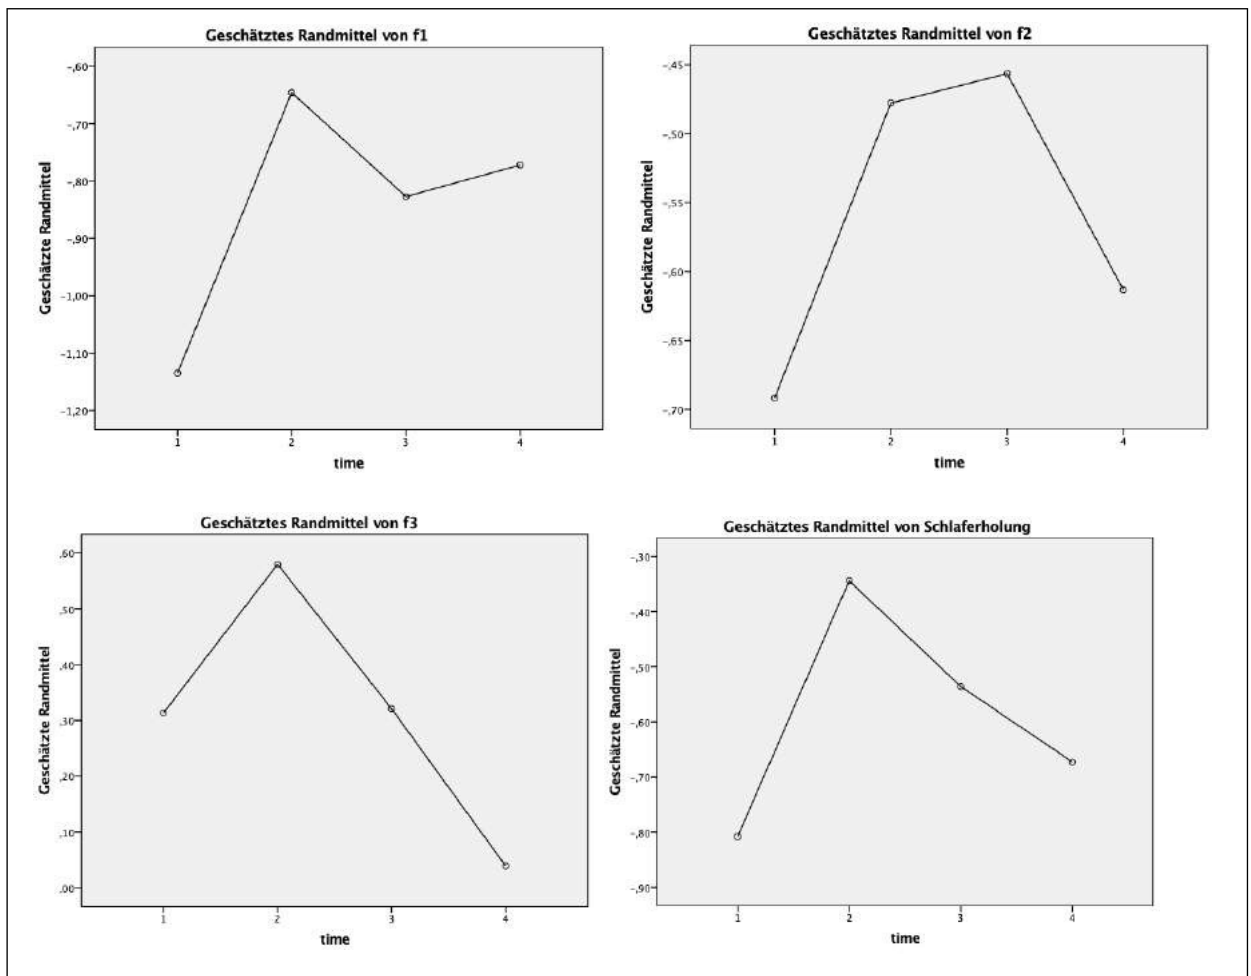 Geschätztes Randmittel von f1
Geschätzte Randmittel
-,60
-,70
-,80
-,90
-1,00
-1,10
-1,20
1 2 3 4
time
Geschätztes Randmittel von f2
Geschätzte Randmittel
-,45
-,50
-,55
-,60
-,65
-,70
1 2 3 4
time
Geschätztes Randmittel von f3
Geschätzte Randmittel
,60
,50
,40
,30
,20
,10
,00
1 2 3 4
time
Geschätztes Randmittel von Schlaferholung
Geschätzte Randmittel
-,30
-,40
-,50
-,60
-,70
-,80
-,90
1 2 3 4
time